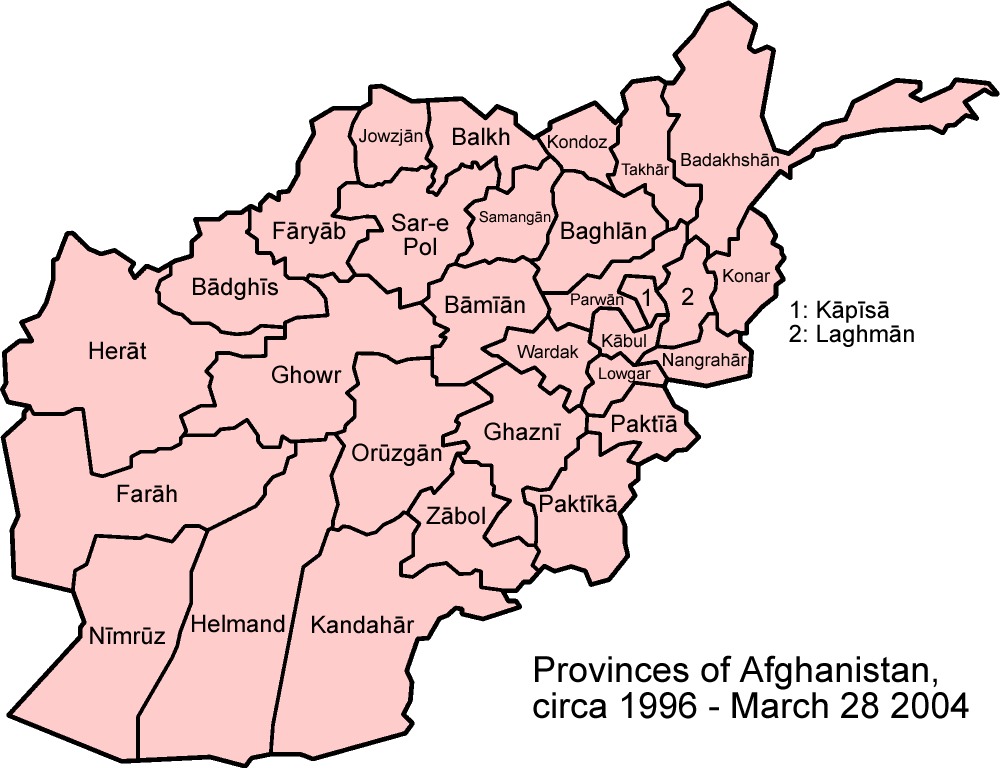 Jowzjān
Balkh
Kondoz
Takhār
Badakhshān
Fāryāb
Sar-e
Pol
Samangān
Baghlān
Konar
Bādghīs
Bāmīān
Parwān
1
2
1: Kāpīsā
2: Laghmān
Herāt
Ghowr
Wardak
Kābul
Nangrahār
Lowgar
Orūzgān
Ghaznī
Paktīā
Farāh
Zābol
Paktīkā
Nīmrūz
Helmand
Kandahār
Provinces of Afghanistan,
circa 1996 - March 28 2004